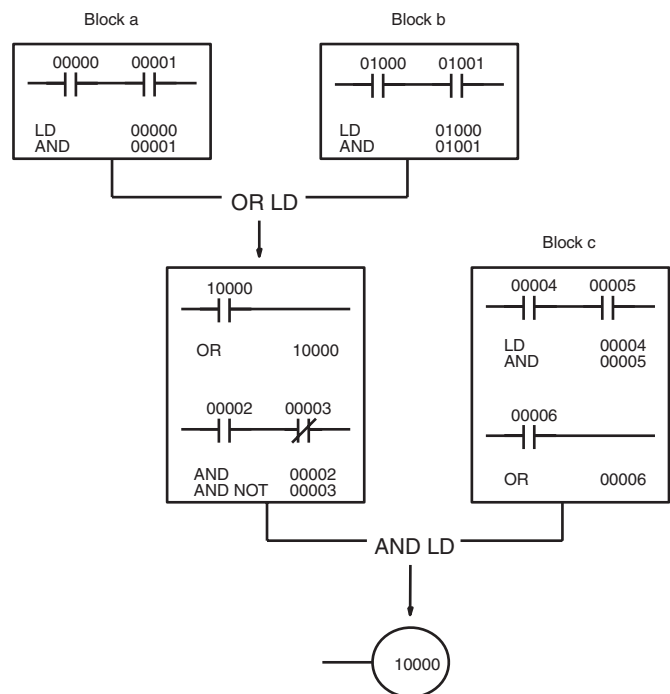 Block a
Block b
00000 00001
LD 00000
AND 00001
01000 01001
LD 01000
AND 01001
OR LD
10000
OR 10000
00002 00003
AND 00002
AND NOT 00003
Block c
00004 00005
LD 00004
AND 00005
00006
OR 00006
AND LD
10000